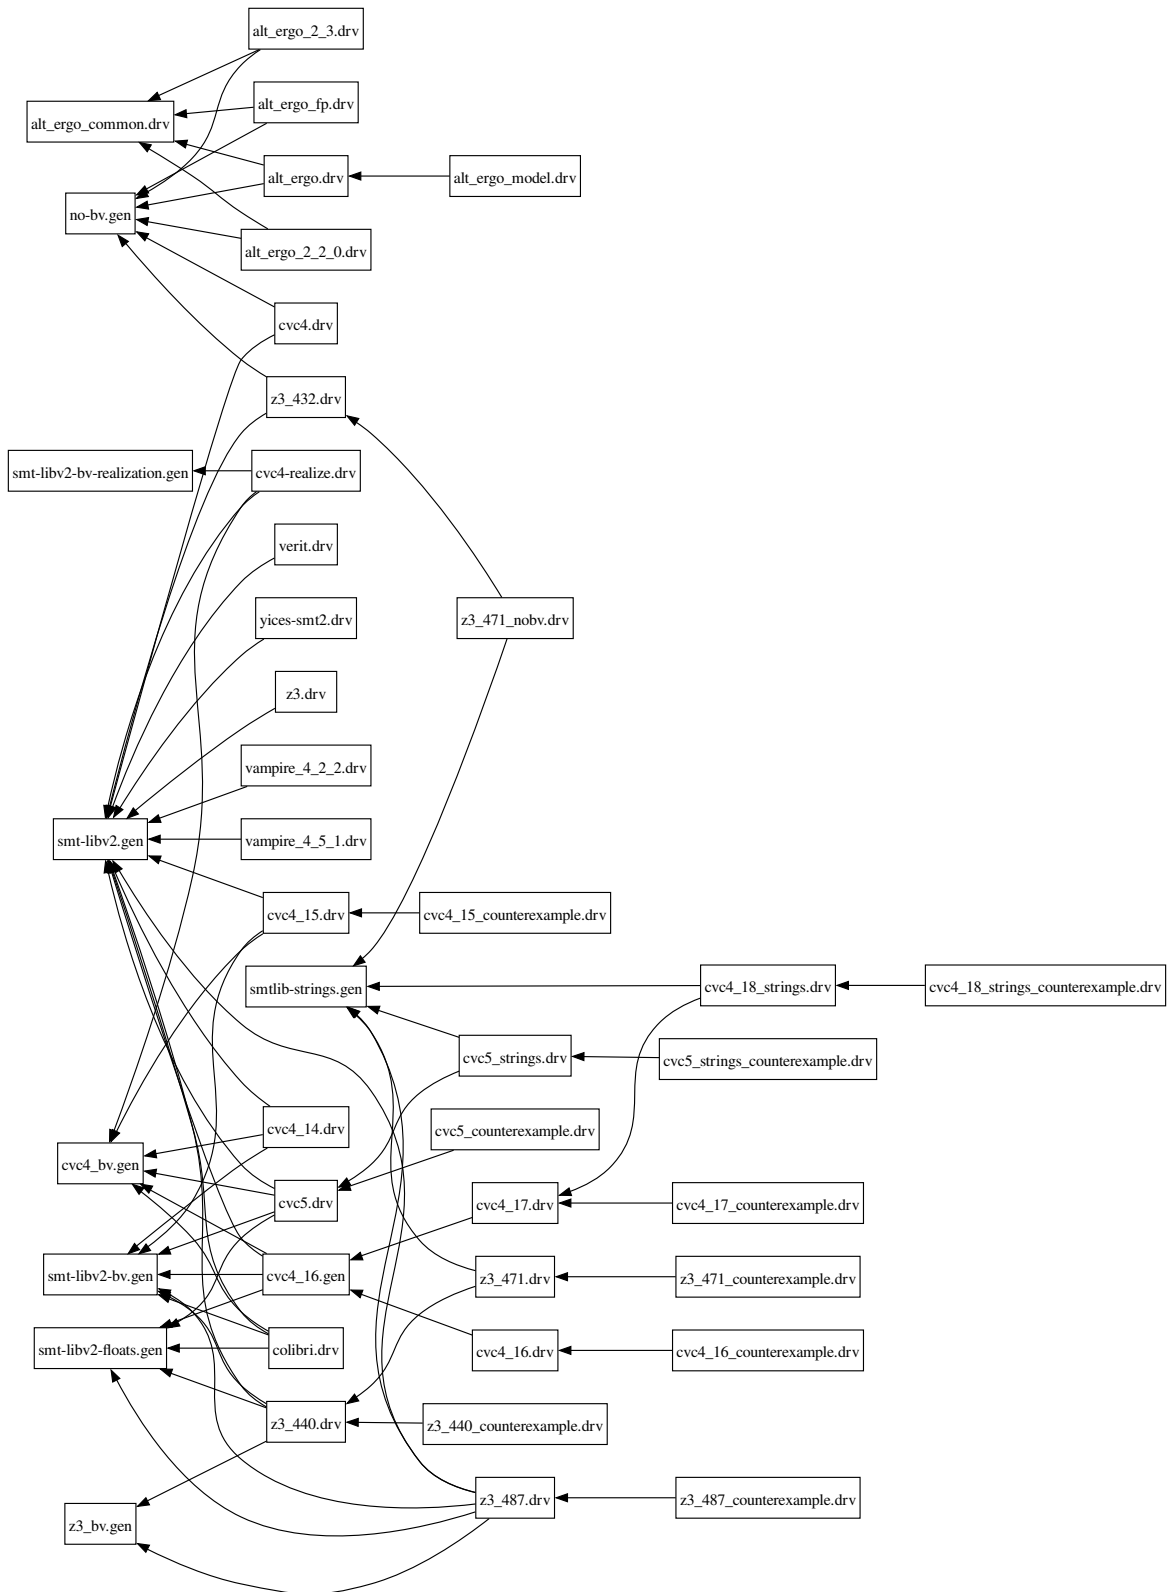 alt_ergo_2_3.drv
alt_ergo_fp.drv
alt_ergo_common.drv
alt_ergo.drv
alt_ergo_model.drv
no-bv.gen
alt_ergo_2_2_0.drv
cvc4.drv
z3_432.drv
smt-libv2-bv-realization.gen
cvc4-realize.drv
verit.drv
yices-smt2.drv
z3_471_nobv.drv
z3.drv
vampire_4_2_2.drv
smt-libv2.gen
vampire_4_5_1.drv
cvc4_15.drv
cvc4_15_counterexample.drv
smtlib-strings.gen
cvc4_18_strings.drv
cvc4_18_strings_counterexample.drv
cvc5_strings.drv
cvc5_strings_counterexample.drv
cvc4_14.drv
cvc5_counterexample.drv
cvc4_bv.gen
cvc5.drv
cvc4_17.drv
cvc4_17_counterexample.drv
smt-libv2-bv.gen
cvc4_16.gen
z3_471.drv
z3_471_counterexample.drv
smt-libv2-floats.gen
colibri.drv
cvc4_16.drv
cvc4_16_counterexample.drv
z3_440.drv
z3_440_counterexample.drv
z3_487.drv
z3_487_counterexample.drv
z3_bv.gen